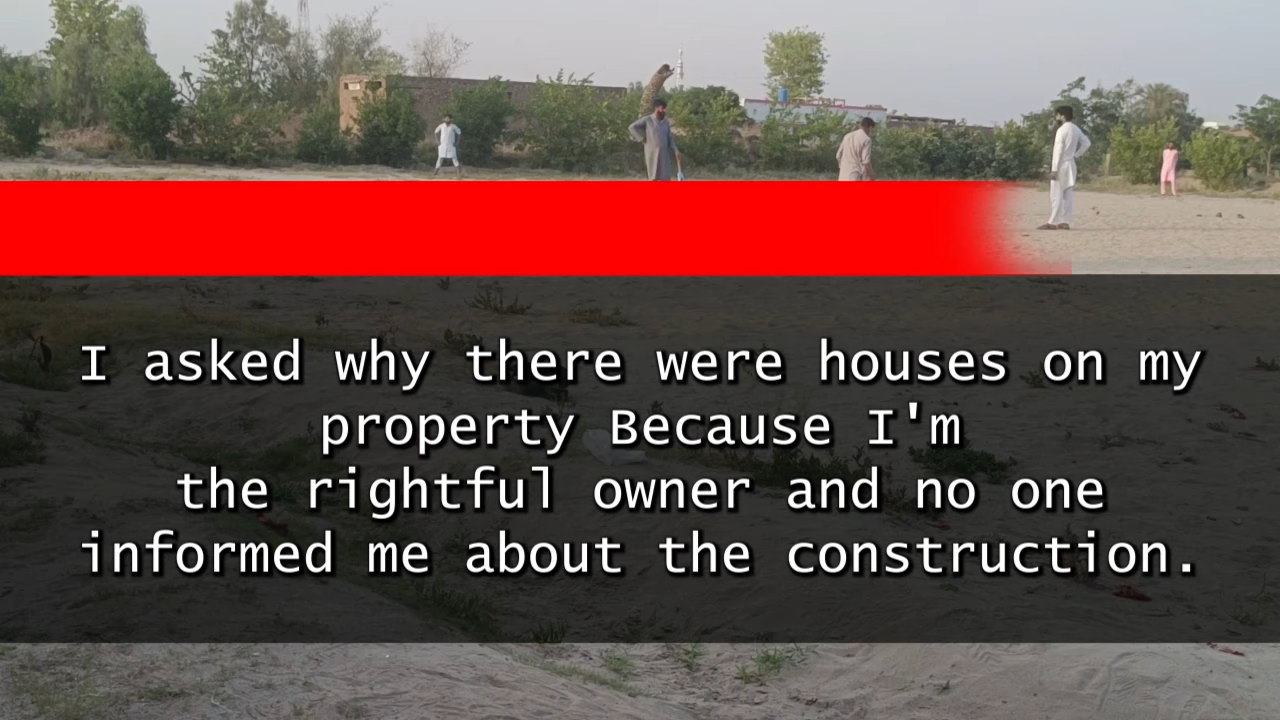 I asked why there were houses on my
property Because I'm
the rightful owner and no one
informed me about the construction.